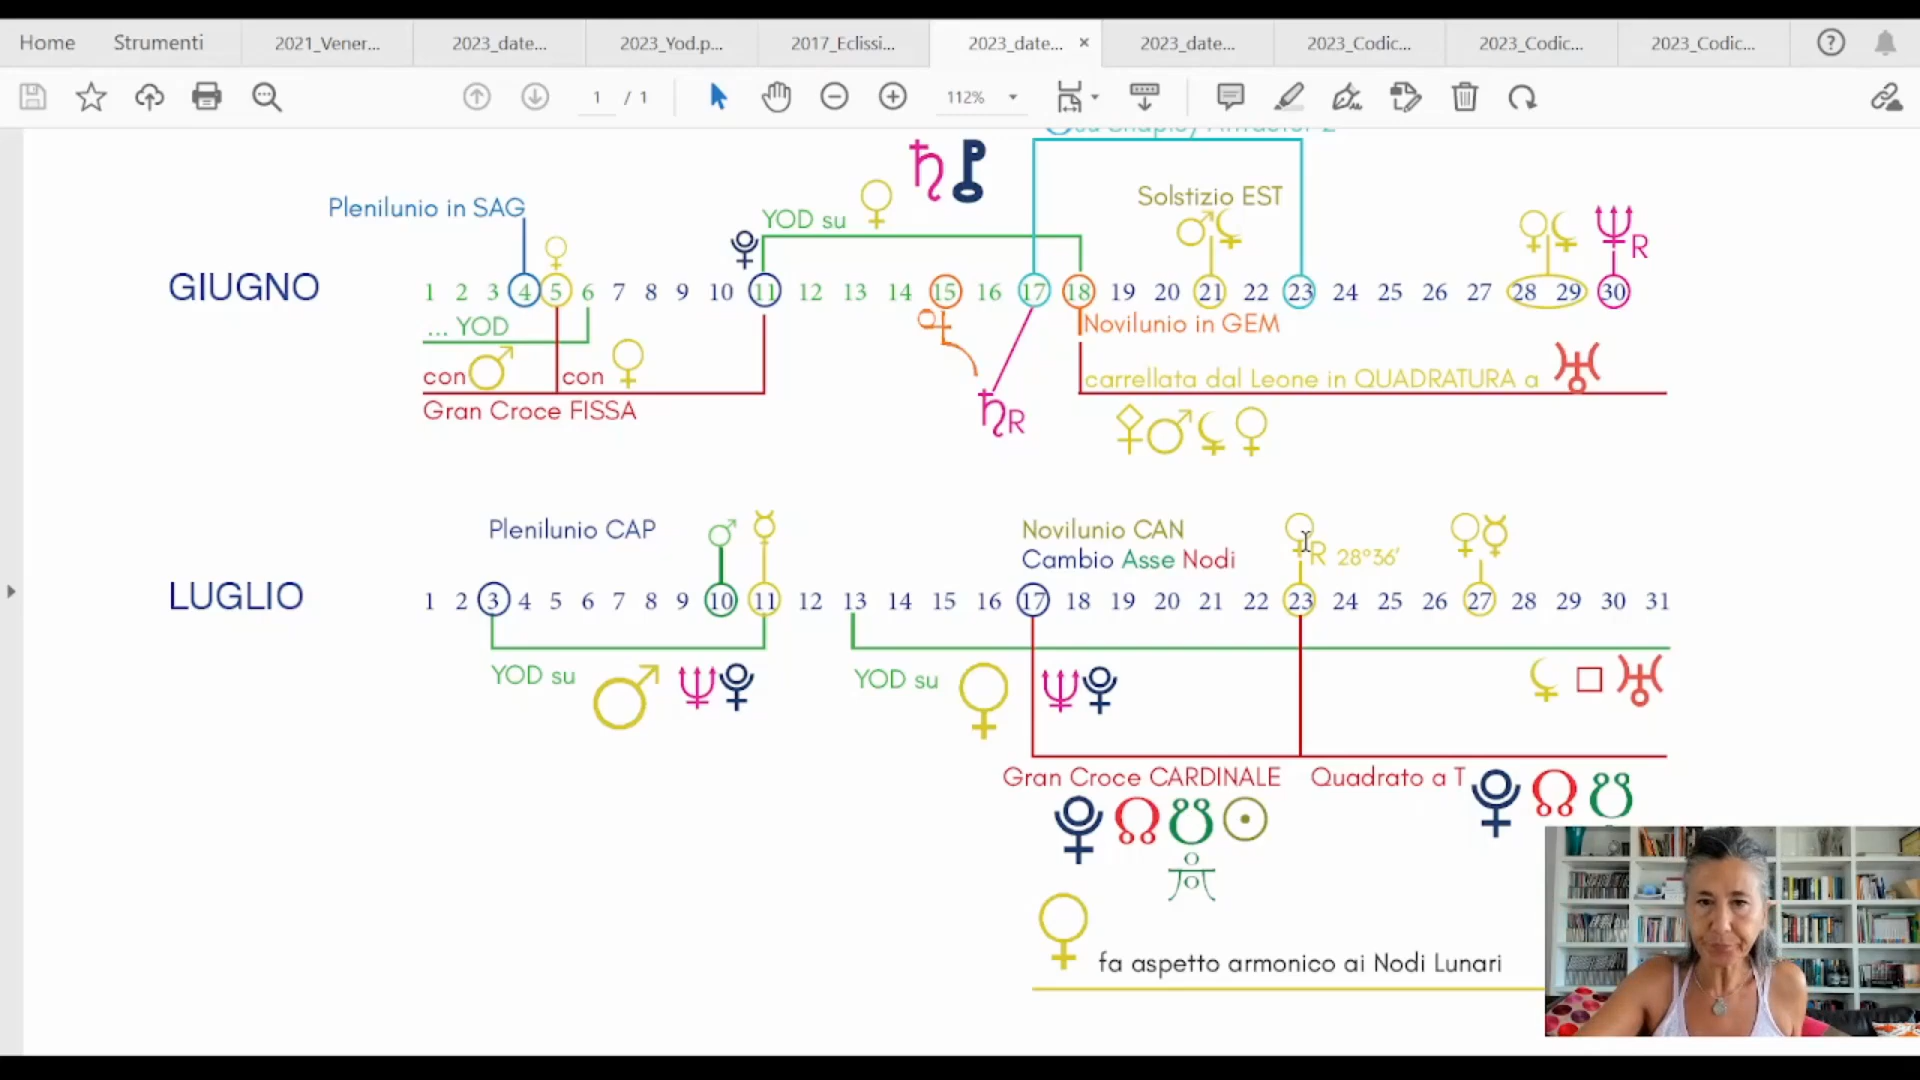 Home Strumenti 2021_Vener... 2023_date... 2023_Yod.p... 2017_Eclissi... 2023_date... × 2023_date... 2023_Codic... 2023_Codic... 2023_Codic...
1 / 1 112%
Plenilunio in SAG
YOD su
Solstizio EST
R
GIUGNO
1 2 3 4 5 6 7 8 9 10 11 12 13 14 15 16 17 18 19 20 21 22 23 24 25 26 27 28 29 30
... YOD
Novilunio in GEM
con con
carrellata dal Leone in QUADRATURA a
Gran Croce FISSA
R
Plenilunio CAP
Novilunio CAN
Cambio Asse Nodi
R 28°36'
LUGLIO
1 2 3 4 5 6 7 8 9 10 11 12 13 14 15 16 17 18 19 20 21 22 23 24 25 26 27 28 29 30 31
YOD su
YOD su
Gran Croce CARDINALE
Quadrato a T
fa aspetto armonico ai Nodi Lunari